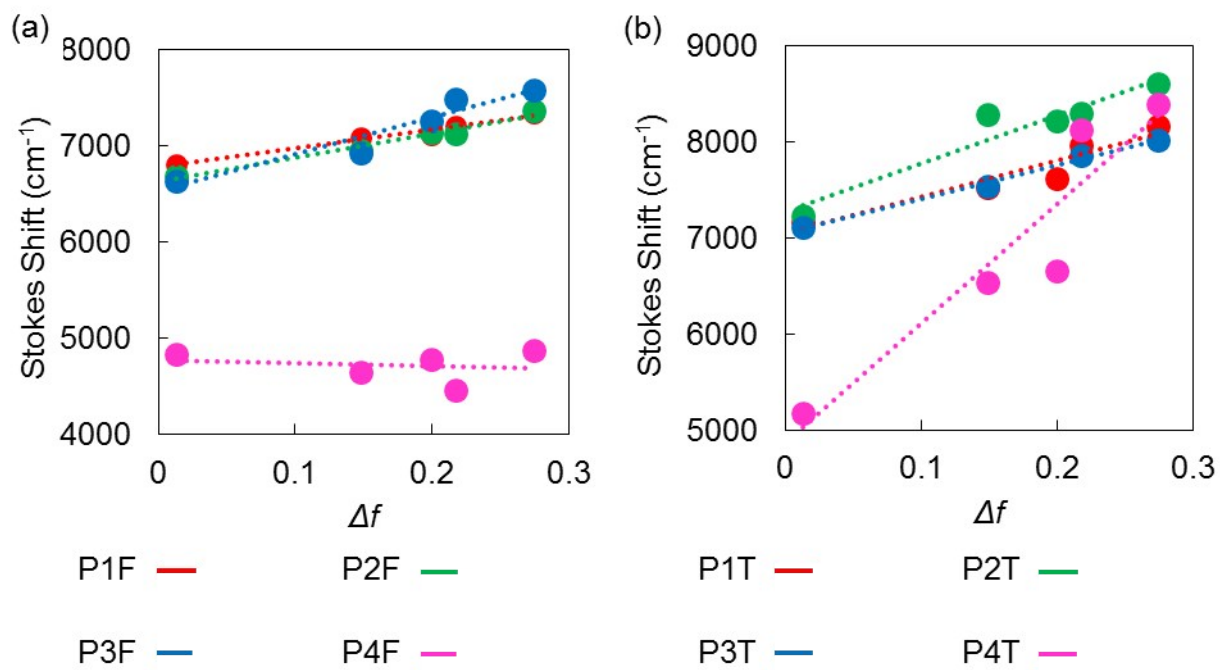 (a)
Stokes Shift (cm⁻¹)
8000
7000
6000
5000
4000
0 0.1 0.2 0.3
Δf
P1F P2F
P3F P4F
(b)
Stokes Shift (cm⁻¹)
9000
8000
7000
6000
5000
0 0.1 0.2 0.3
Δf
P1T P2T
P3T P4T